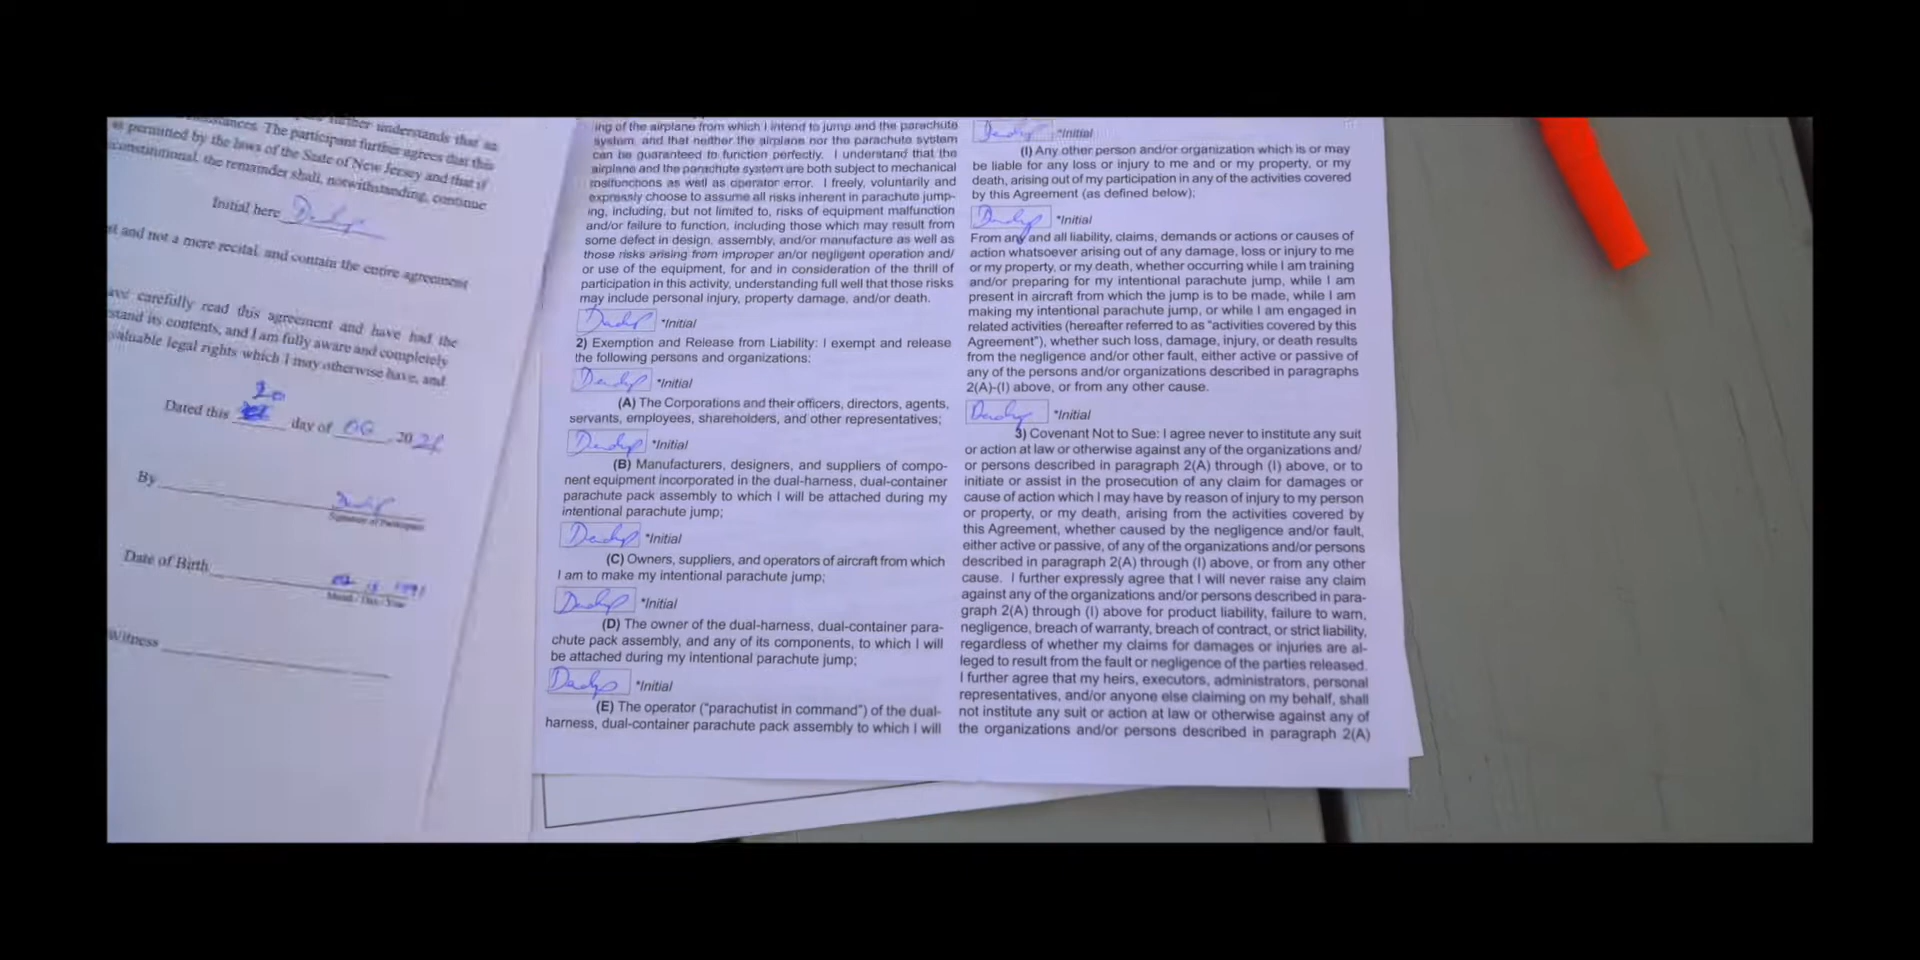 further understands that an
The participant further agrees that this
as permitted by the laws of the State of New Jersey and that if
constitutional, the remainder shall, notwithstanding, continue
Initial here
and not a mere recital, and contain the entire agreement
have carefully read this agreement and have had the
its contents, and I am fully aware and completely
valuable legal rights which I may otherwise have, and
20
Dated this day of 06, 20
By
Signature of Participant
Date of Birth
Month / Day / Year
Witness
ing of the airplane from which I intend to jump and the parachute
system, and that neither the airplane nor the parachute system
can be guaranteed to function perfectly. I understand that the
airplane and the parachute system are both subject to mechanical
malfunctions as well as operator error. I freely, voluntarily and
expressly choose to assume all risks inherent in parachute jump-
ing, including, but not limited to, risks of equipment malfunction
and/or failure to function, including those which may result from
some defect in design, assembly, and/or manufacture as well as
those risks arising from improper an/or negligent operation and/
or use of the equipment, for and in consideration of the thrill of
participation in this activity, understanding full well that those risks
may include personal injury, property damage, and/or death.
*Initial
2) Exemption and Release from Liability: I exempt and release
the following persons and organizations:
*Initial
(A) The Corporations and their officers, directors, agents,
servants, employees, shareholders, and other representatives;
*Initial
(B) Manufacturers, designers, and suppliers of compo-
nent equipment incorporated in the dual-harness, dual-container
parachute pack assembly to which I will be attached during my
intentional parachute jump;
*Initial
(C) Owners, suppliers, and operators of aircraft from which
I am to make my intentional parachute jump;
*Initial
(D) The owner of the dual-harness, dual-container para-
chute pack assembly, and any of its components, to which I will
be attached during my intentional parachute jump;
*Initial
(E) The operator ("parachutist in command") of the dual-
harness, dual-container parachute pack assembly to which I will
*Initial
(I) Any other person and/or organization which is or may
be liable for any loss or injury to me and or my property, or my
death, arising out of my participation in any of the activities covered
by this Agreement (as defined below);
*Initial
From any and all liability, claims, demands or actions or causes of
action whatsoever arising out of any damage, loss or injury to me
or my property, or my death, whether occurring while I am training
and/or preparing for my intentional parachute jump, while I am
present in aircraft from which the jump is to be made, while I am
making my intentional parachute jump, or while I am engaged in
related activities (hereafter referred to as "activities covered by this
Agreement"), whether such loss, damage, injury, or death results
from the negligence and/or other fault, either active or passive of
any of the persons and/or organizations described in paragraphs
2(A)-(I) above, or from any other cause.
*Initial
3) Covenant Not to Sue: I agree never to institute any suit
or action at law or otherwise against any of the organizations and/
or persons described in paragraph 2(A) through (I) above, or to
initiate or assist in the prosecution of any claim for damages or
cause of action which I may have by reason of injury to my person
or property, or my death, arising from the activities covered by
this Agreement, whether caused by the negligence and/or fault,
either active or passive, of any of the organizations and/or persons
described in paragraph 2(A) through (I) above, or from any other
cause. I further expressly agree that I will never raise any claim
against any of the organizations and/or persons described in para-
graph 2(A) through (I) above for product liability, failure to warn,
negligence, breach of warranty, breach of contract, or strict liability,
regardless of whether my claims for damages or injuries are al-
leged to result from the fault or negligence of the parties released.
I further agree that my heirs, executors, administrators, personal
representatives, and/or anyone else claiming on my behalf, shall
not institute any suit or action at law or otherwise against any of
the organizations and/or persons described in paragraph 2(A)